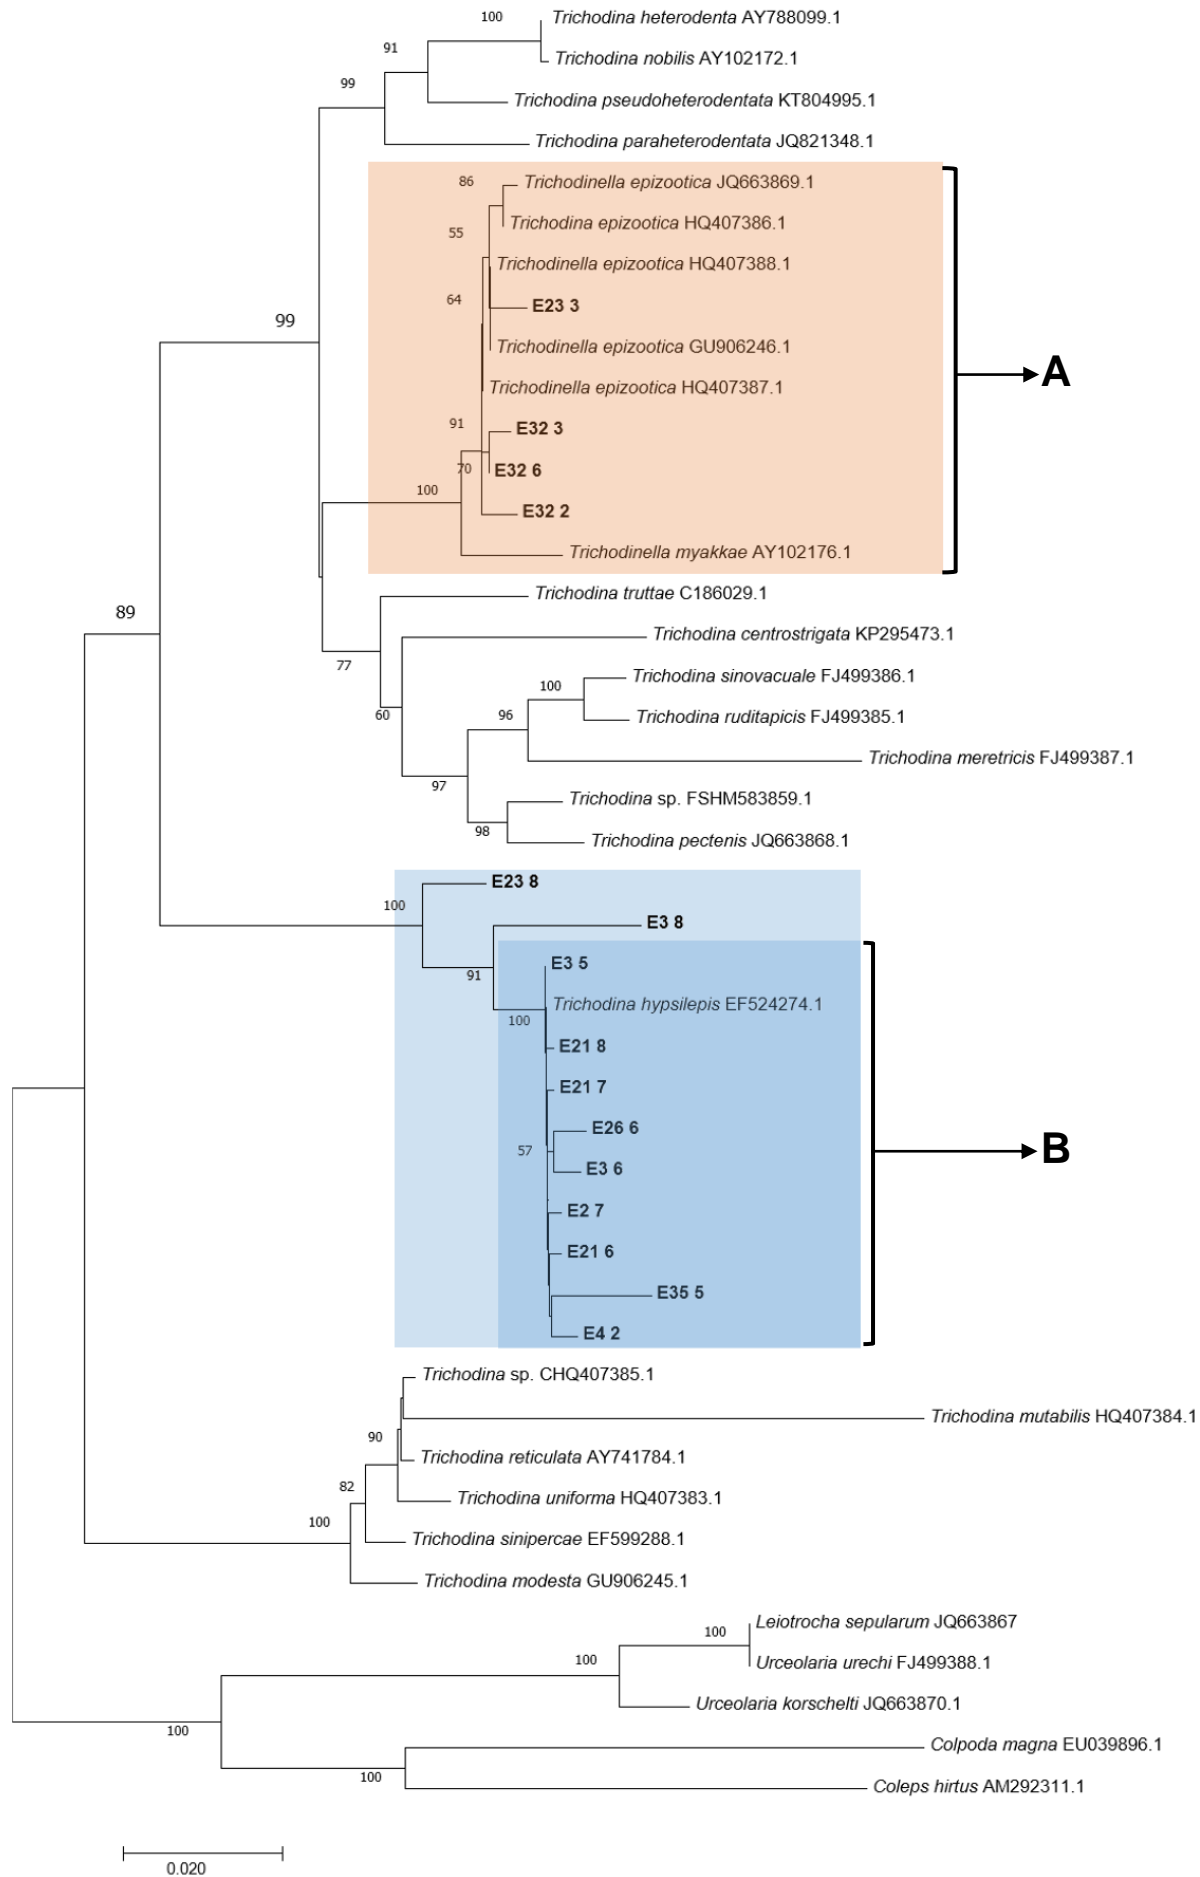 100
Trichodina heterodenta AY788099.1
91
Trichodina nobilis AY102172.1
99
Trichodina pseudoheterodentata KT804995.1
Trichodina paraheterodentata JQ821348.1
86
Trichodinella epizootica JQ663869.1
Trichodina epizootica HQ407386.1
55
Trichodinella epizootica HQ407388.1
64
E23 3
99
Trichodinella epizootica GU906246.1
A
Trichodinella epizootica HQ407387.1
91
E32 3
70
E32 6
100
E32 2
Trichodinella myakkae AY102176.1
Trichodina truttae C186029.1
89
Trichodina centrostrigata KP295473.1
77
100
Trichodina sinovacuale FJ499386.1
60
96
Trichodina ruditapicis FJ499385.1
Trichodina meretricis FJ499387.1
97
Trichodina sp. FSHM583859.1
98
Trichodina pectenis JQ663868.1
E23 8
100
E3 8
91
E3 5
Trichodina hypsilepis EF524274.1
100
E21 8
E21 7
E26 6
57
B
E3 6
E2 7
E21 6
E35 5
E4 2
Trichodina sp. CHQ407385.1
Trichodina mutabilis HQ407384.1
90
Trichodina reticulata AY741784.1
82
Trichodina uniforma HQ407383.1
100
Trichodina sinipercae EF599288.1
Trichodina modesta GU906245.1
Leiotrocha sepularum JQ663867
100
100
Urceolaria urechi FJ499388.1
Urceolaria korschelti JQ663870.1
100
Colpoda magna EU039896.1
100
Coleps hirtus AM292311.1
0.020